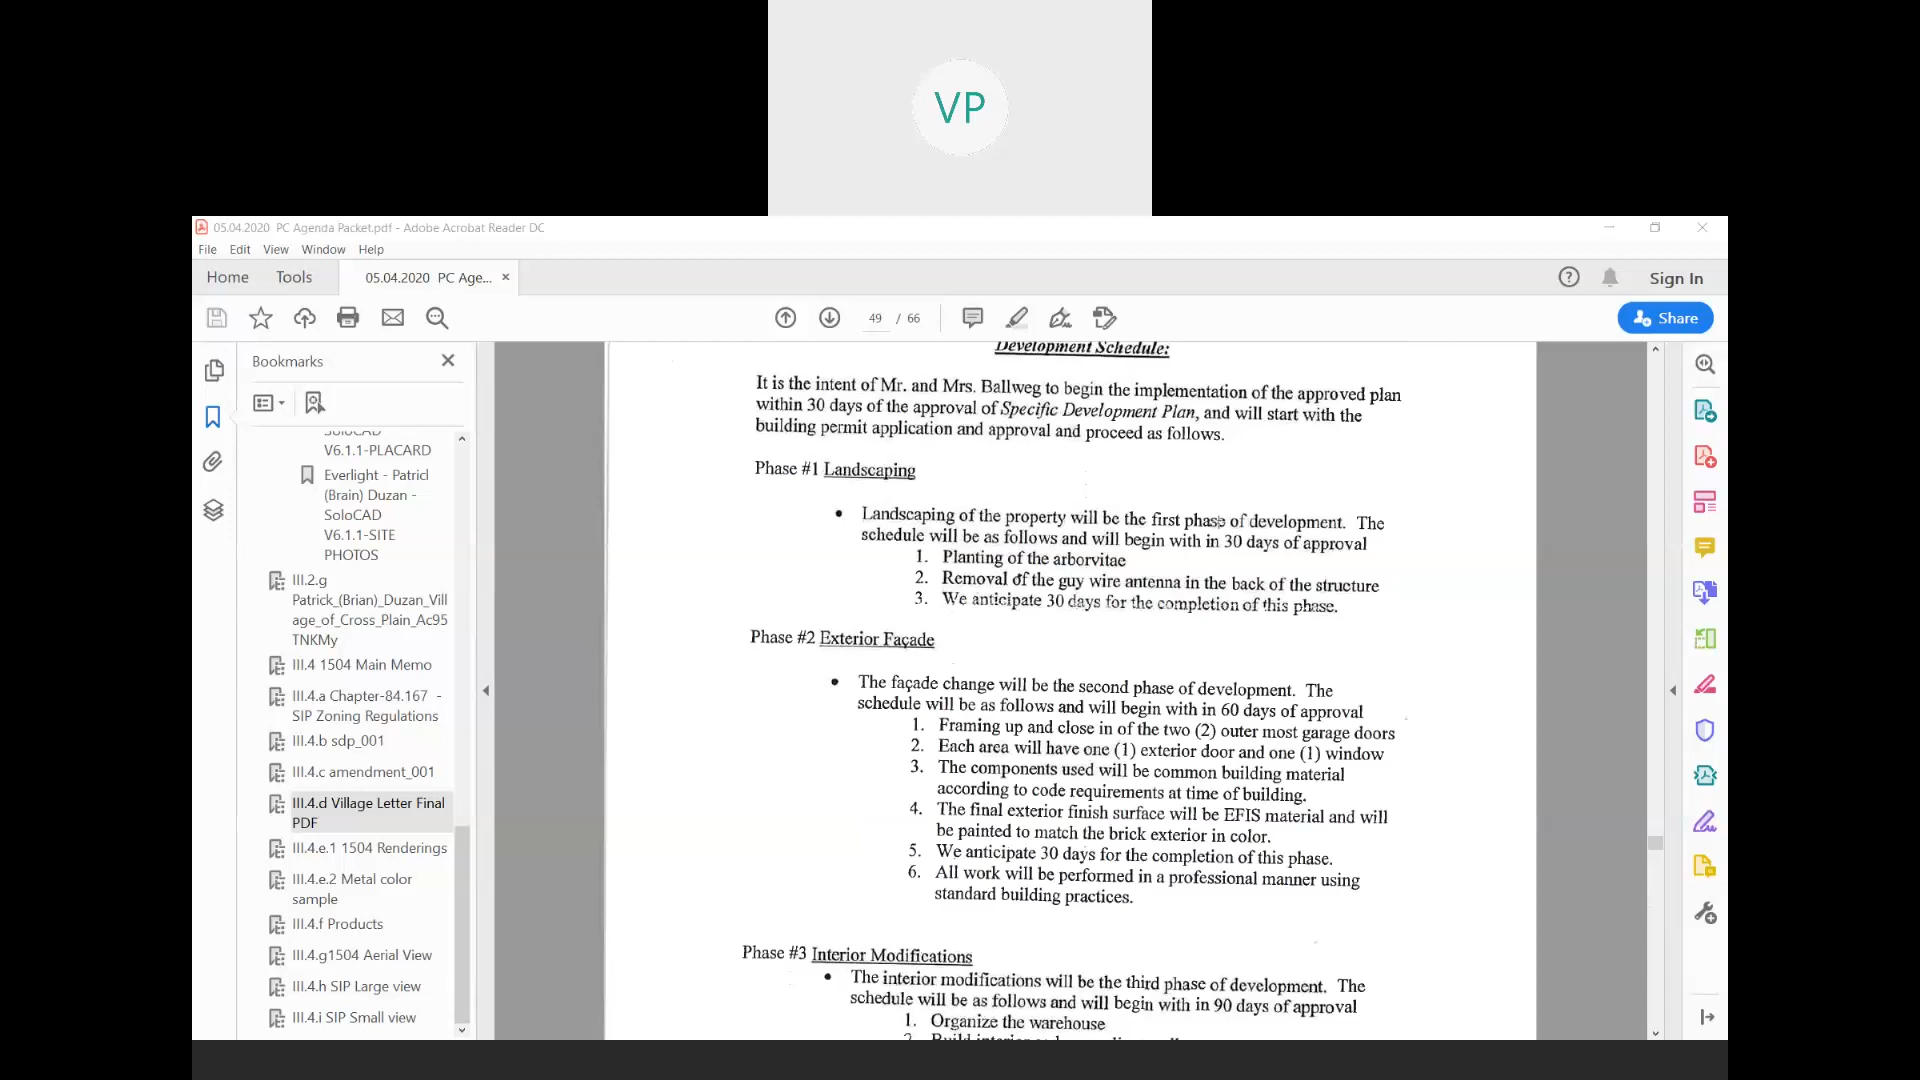 VP
05.04.2020 PC Agenda Packet.pdf - Adobe Acrobat Reader DC
File Edit View Window Help
Home Tools 05.04.2020 PC Age... × Sign In
49 / 66 Share
Bookmarks
SoloCAD
V6.1.1-PLACARD
Everlight - Patricl
(Brain) Duzan -
SoloCAD
V6.1.1-SITE
PHOTOS
III.2.g
Patrick_(Brian)_Duzan_Vill
age_of_Cross_Plain_Ac95
TNKMy
III.4 1504 Main Memo
III.4.a Chapter-84.167 -
SIP Zoning Regulations
III.4.b sdp_001
III.4.c amendment_001
III.4.d Village Letter Final
PDF
III.4.e.1 1504 Renderings
III.4.e.2 Metal color
sample
III.4.f Products
III.4.g1504 Aerial View
III.4.h SIP Large view
III.4.i SIP Small view
Development Schedule:
It is the intent of Mr. and Mrs. Ballweg to begin the implementation of the approved plan
within 30 days of the approval of Specific Development Plan, and will start with the
building permit application and approval and proceed as follows.
Phase #1 Landscaping
• Landscaping of the property will be the first phase of development. The
schedule will be as follows and will begin with in 30 days of approval
1. Planting of the arborvitae
2. Removal of the guy wire antenna in the back of the structure
3. We anticipate 30 days for the completion of this phase.
Phase #2 Exterior Façade
• The façade change will be the second phase of development. The
schedule will be as follows and will begin with in 60 days of approval
1. Framing up and close in of the two (2) outer most garage doors
2. Each area will have one (1) exterior door and one (1) window
3. The components used will be common building material
according to code requirements at time of building.
4. The final exterior finish surface will be EFIS material and will
be painted to match the brick exterior in color.
5. We anticipate 30 days for the completion of this phase.
6. All work will be performed in a professional manner using
standard building practices.
Phase #3 Interior Modifications
• The interior modifications will be the third phase of development. The
schedule will be as follows and will begin with in 90 days of approval
1. Organize the warehouse
2. Build